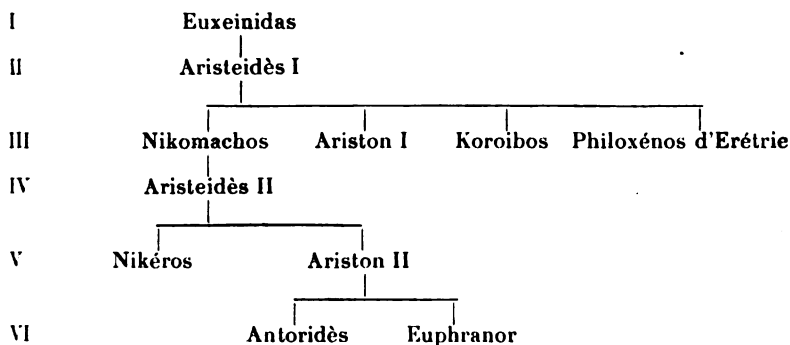 I Euxeinidas
II Aristeidès I
III Nikomachos Ariston I Koroibos Philoxénos d'Erétrie
IV Aristeidès II
V Nikéros Ariston II
VI Antoridès Euphranor